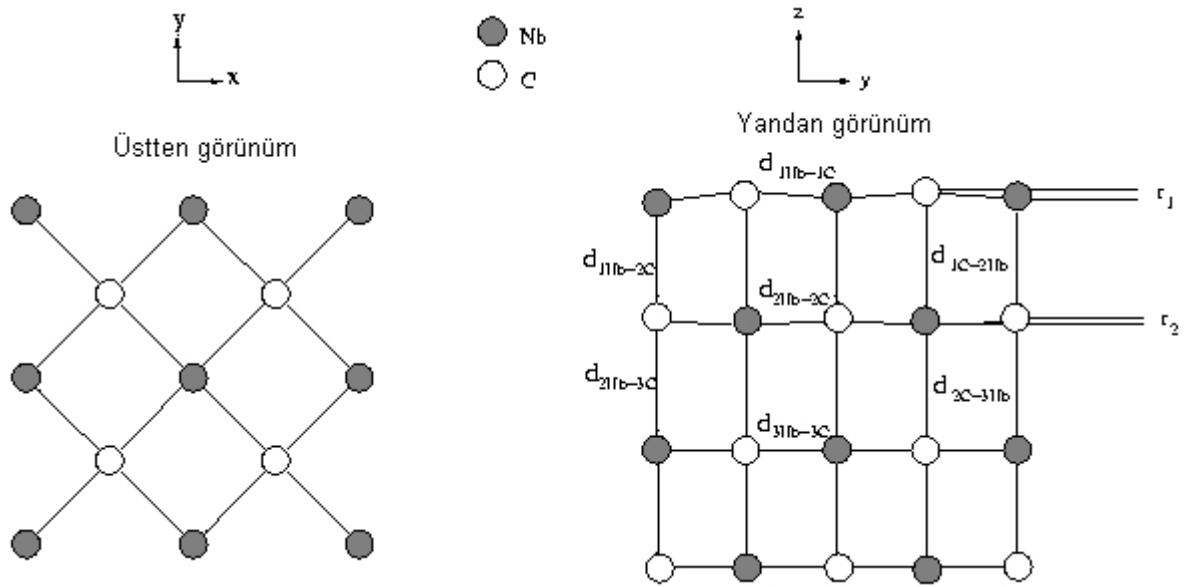 y
x
Nb
C
z
y
Üstten görünüm
Yandan görünüm
d1Nb-1C
r1
d1Nb-2C
d1C-2Nb
d2Nb-2C
r2
d2Nb-3C
d2C-3Nb
d3Nb-3C